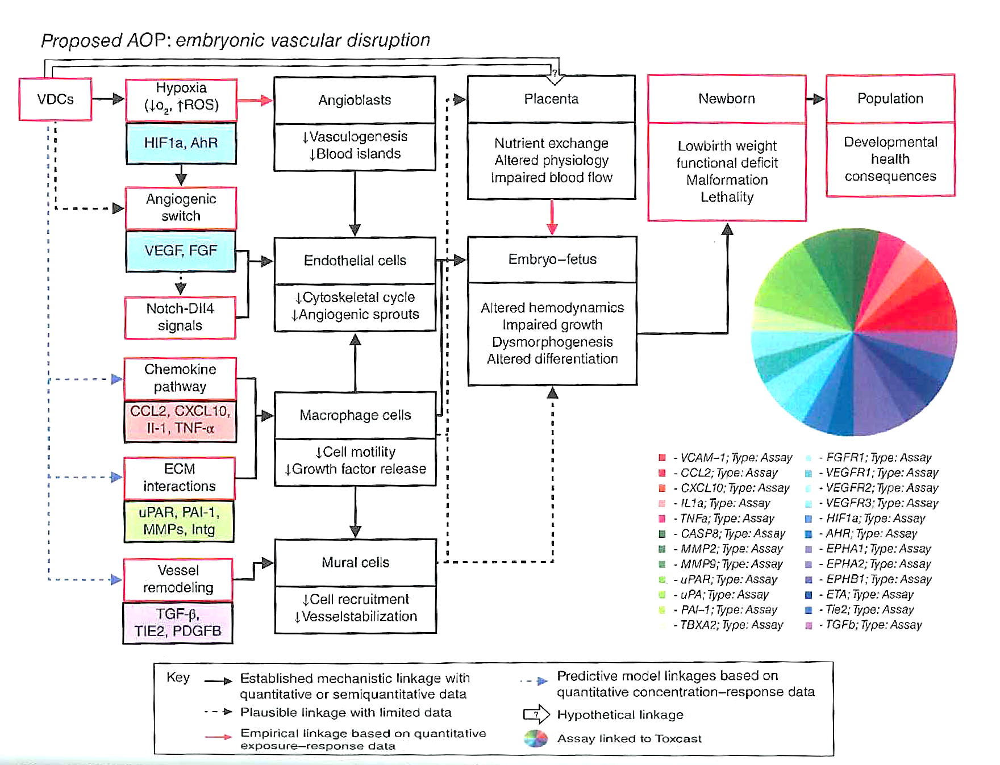 Proposed AOP: embryonic vascular disruption
VDCs
Hypoxia
(↓o₂, ↑ROS)
HIF1a, AhR
Angiogenic
switch
VEGF, FGF
Notch-Dll4
signals
Chemokine
pathway
CCL2, CXCL10,
Il-1, TNF-α
ECM
interactions
uPAR, PAI-1,
MMPs, Intg
Vessel
remodeling
TGF-β,
TIE2, PDGFB
Angioblasts
↓Vasculogenesis
↓Blood islands
Endothelial cells
↓Cytoskeletal cycle
↓Angiogenic sprouts
Macrophage cells
↓Cell motility
↓Growth factor release
Mural cells
↓Cell recruitment
↓Vesselstabilization
?
Placenta
Nutrient exchange
Altered physiology
Impaired blood flow
Embryo–fetus
Altered hemodynamics
Impaired growth
Dysmorphogenesis
Altered differentiation
Newborn
Lowbirth weight
functional deficit
Malformation
Lethality
Population
Developmental
health
consequences
- VCAM–1; Type: Assay
- CCL2; Type: Assay
- CXCL10; Type: Assay
- IL1a; Type: Assay
- TNFa; Type: Assay
- CASP8; Type: Assay
- MMP2; Type: Assay
- MMP9; Type: Assay
- uPAR; Type: Assay
- uPA; Type: Assay
- PAI–1; Type: Assay
- TBXA2; Type: Assay
- FGFR1; Type: Assay
- VEGFR1; Type: Assay
- VEGFR2; Type: Assay
- VEGFR3; Type: Assay
- HIF1a; Type: Assay
- AHR; Type: Assay
- EPHA1; Type: Assay
- EPHA2; Type: Assay
- EPHB1; Type: Assay
- ETA; Type: Assay
- Tie2; Type: Assay
- TGFb; Type: Assay
Key
Established mechanistic linkage with
quantitative or semiquantitative data
Plausible linkage with limited data
Empirical linkage based on quantitative
exposure–response data
Predictive model linkages based on
quantitative concentration–response data
?
Hypothetical linkage
Assay linked to Toxcast